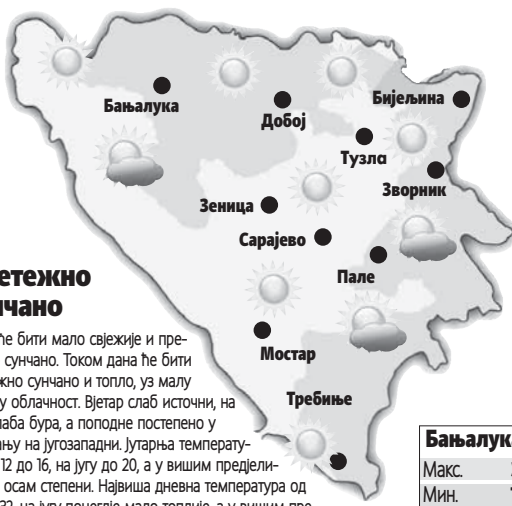 Бањалука
Добој
Бијељина
Тузла
Зворник
Зеница
Сарајево
Пале
Мостар
Требиње
етежно
нчано
ће бити мало свјежије и пре-
сунчано. Током дана ће бити
жно сунчано и топло, уз малу
у облачност. Вјетар слаб источни, на
лаба бура, а поподне постепено у
ању на југозападни. Јутарња температу-
12 до 16, на југу до 20, а у вишим предјели-
осам степени. Највиша дневна температура од
Бањалук
Макс.
Мин.